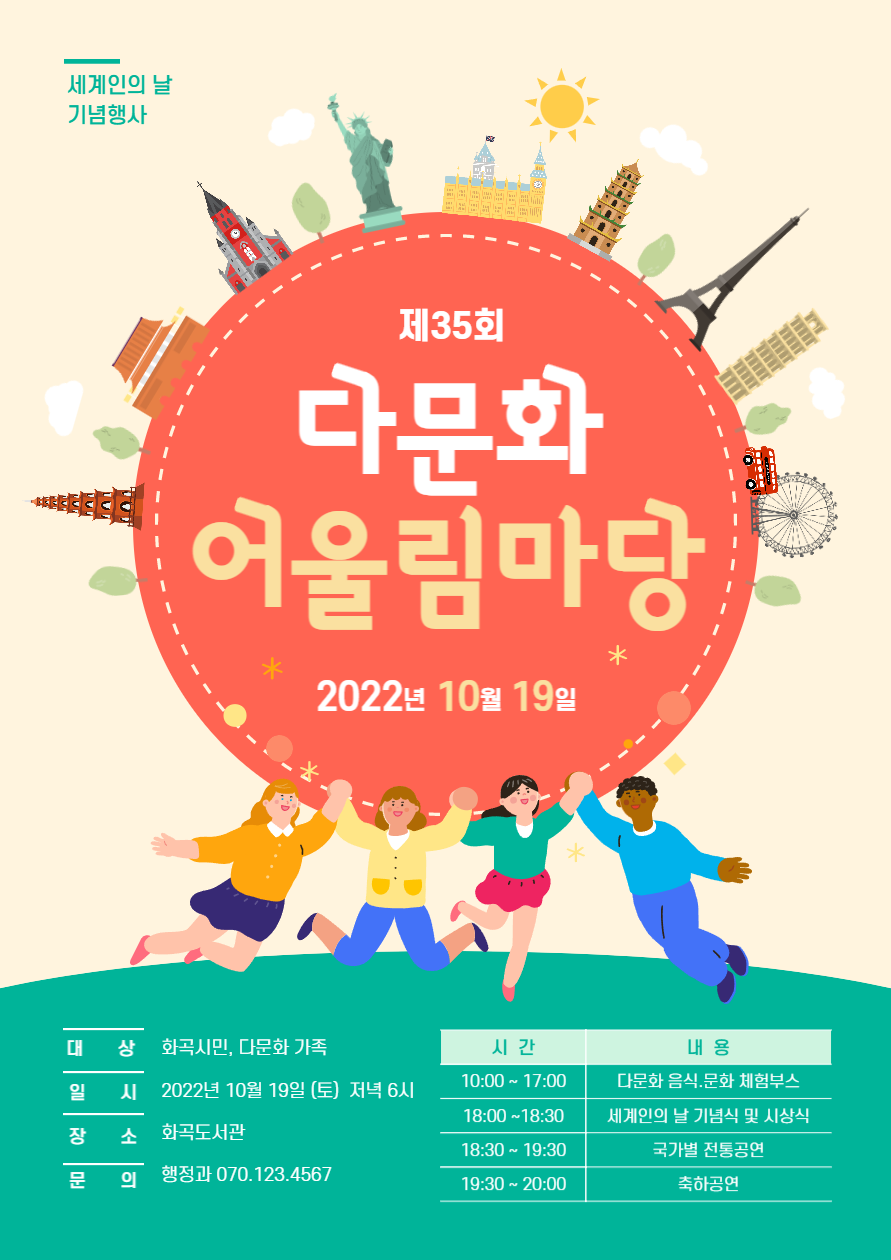 세계인의 날
기념행사
제35회
다문화
어울림마당
2022년 10월 19일
대 상 화곡시민, 다문화 가족
일 시 2022년 10월 19일 (토) 저녁 6시
장 소 화곡도서관
문 의 행정과 070.123.4567
시 간 내 용
10:00 ~ 17:00 다문화 음식.문화 체험부스
18:00 ~18:30 세계인의 날 기념식 및 시상식
18:30 ~ 19:30 국가별 전통공연
19:30 ~ 20:00 축하공연